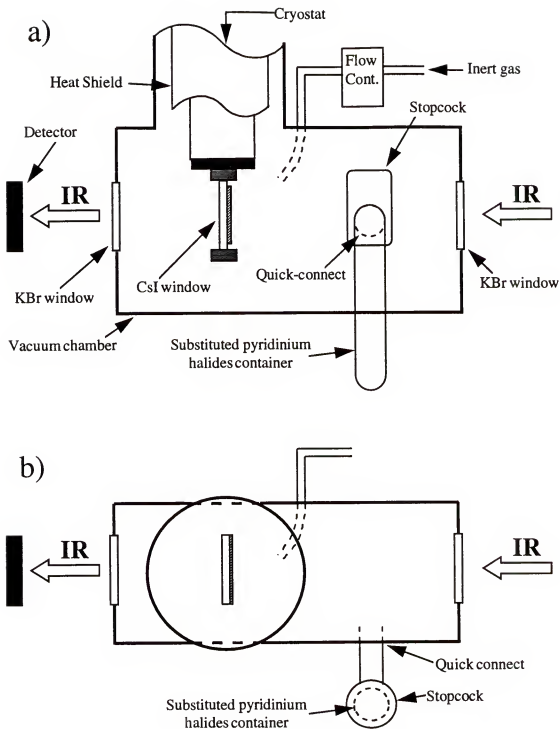 a)
Cryostat
Flow
Cont.
Inert gas
Heat Shield
Stopcock
Detector
IR
IR
Quick-connect
KBr window
CsI window
KBr window
Vacuum chamber
Substituted pyridinium
halides container
b)
IR
IR
Quick connect
Stopcock
Substituted pyridinium
halides container